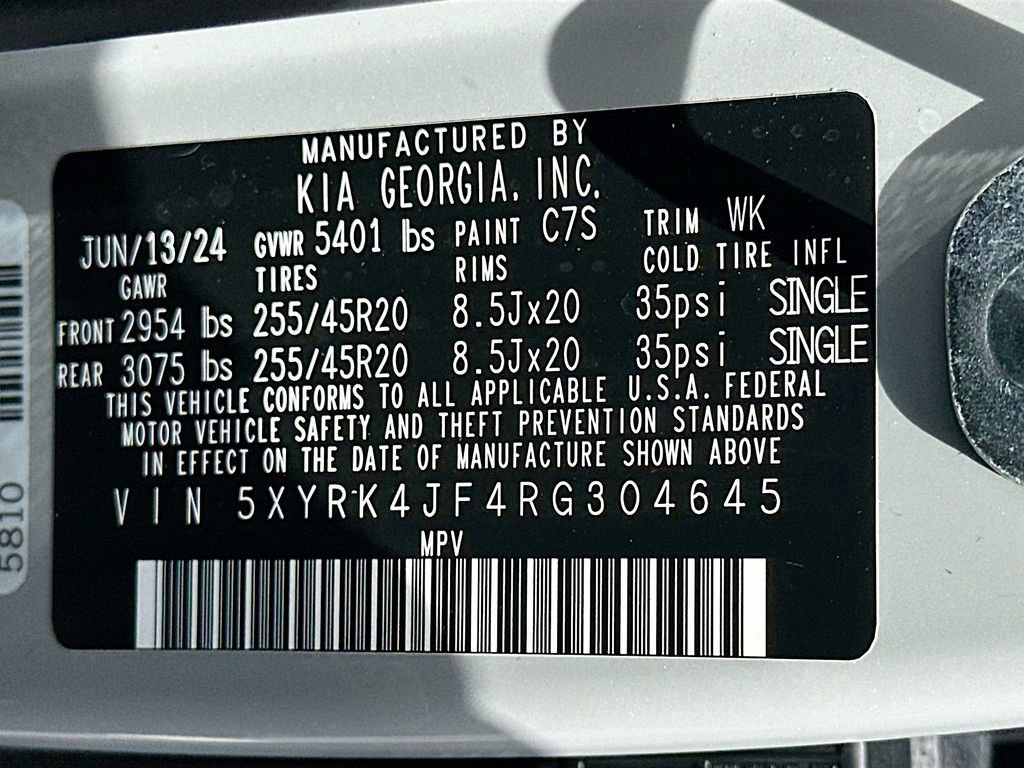 MANUFACTURED BY
KIA GEORGIA, INC.
JUN/13/24 GVWR 5401 lbs PAINT C7S TRIM WK
GAWR TIRES RIMS COLD TIRE INFL
FRONT 2954 lbs 255/45R20 8.5Jx20 35psi SINGLE
REAR 3075 lbs 255/45R20 8.5Jx20 35psi SINGLE
THIS VEHICLE CONFORMS TO ALL APPLICABLE U.S.A. FEDERAL
MOTOR VEHICLE SAFETY AND THEFT PREVENTION STANDARDS
IN EFFECT ON THE DATE OF MANUFACTURE SHOWN ABOVE
VIN 5XYRK4JF4RG304645
MPV
5810